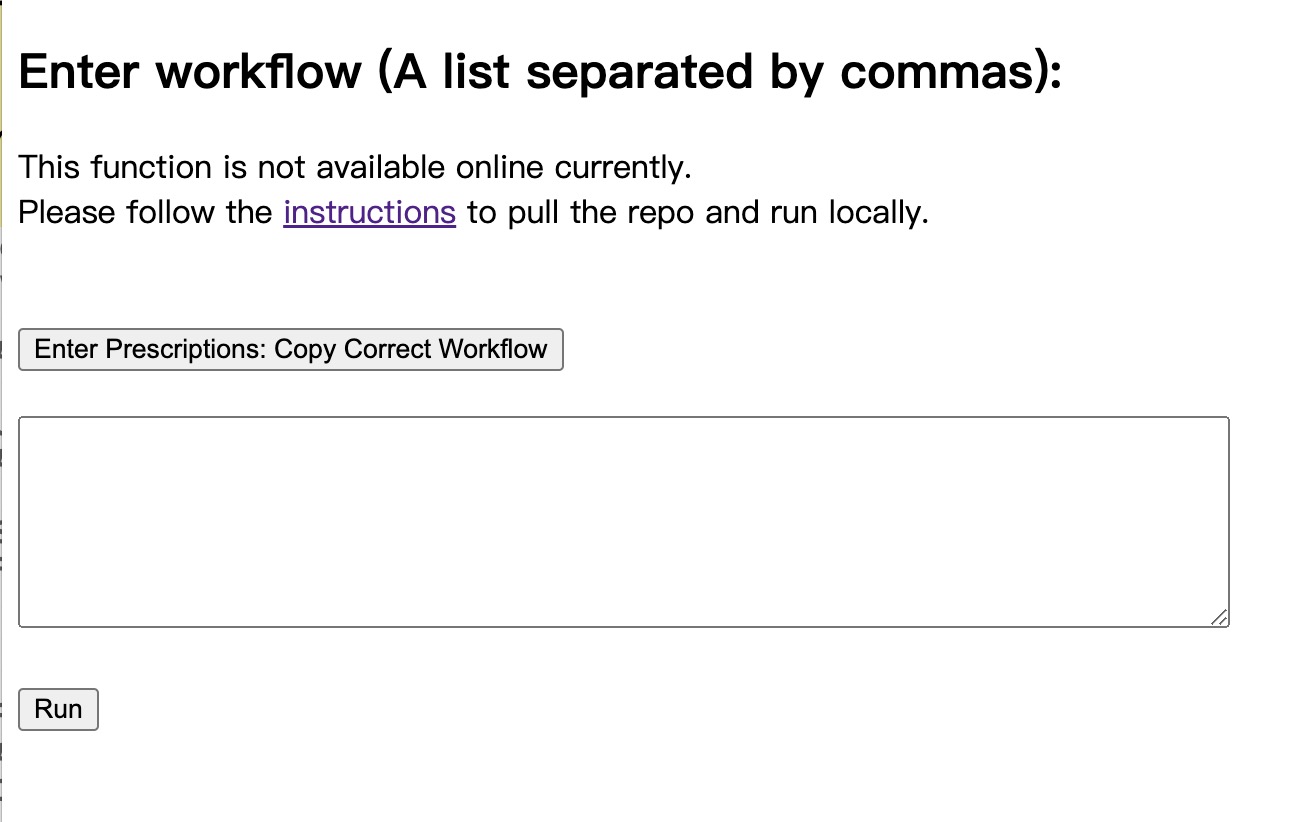 Enter workflow (A list separated by commas):
This function is not available online currently.
Please follow the instructions to pull the repo and run locally.
Enter Prescriptions: Copy Correct Workflow
Run